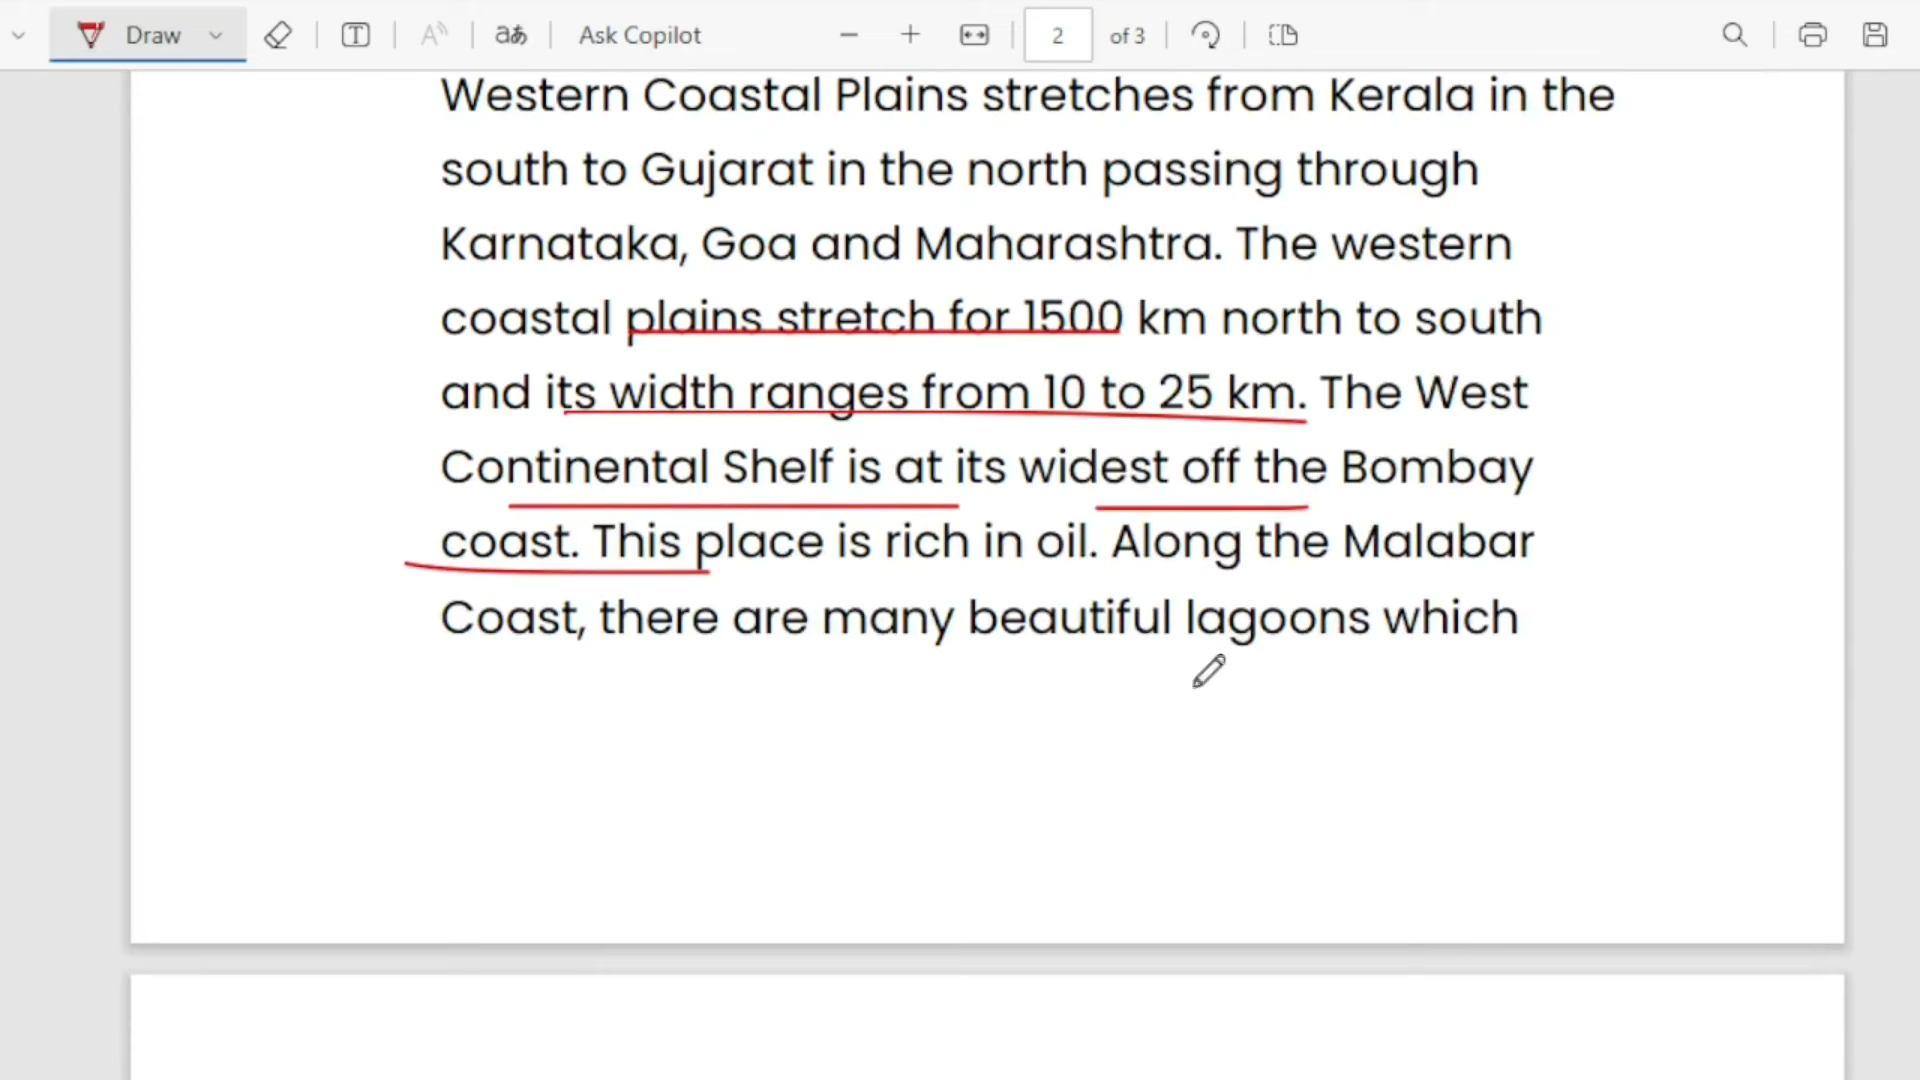 Draw
T
A
aあ
Ask Copilot
2
of 3
Western Coastal Plains stretches from Kerala in the
south to Gujarat in the north passing through
Karnataka, Goa and Maharashtra. The western
coastal plains stretch for 1500 km north to south
and its width ranges from 10 to 25 km. The West
Continental Shelf is at its widest off the Bombay
coast. This place is rich in oil. Along the Malabar
Coast, there are many beautiful lagoons which